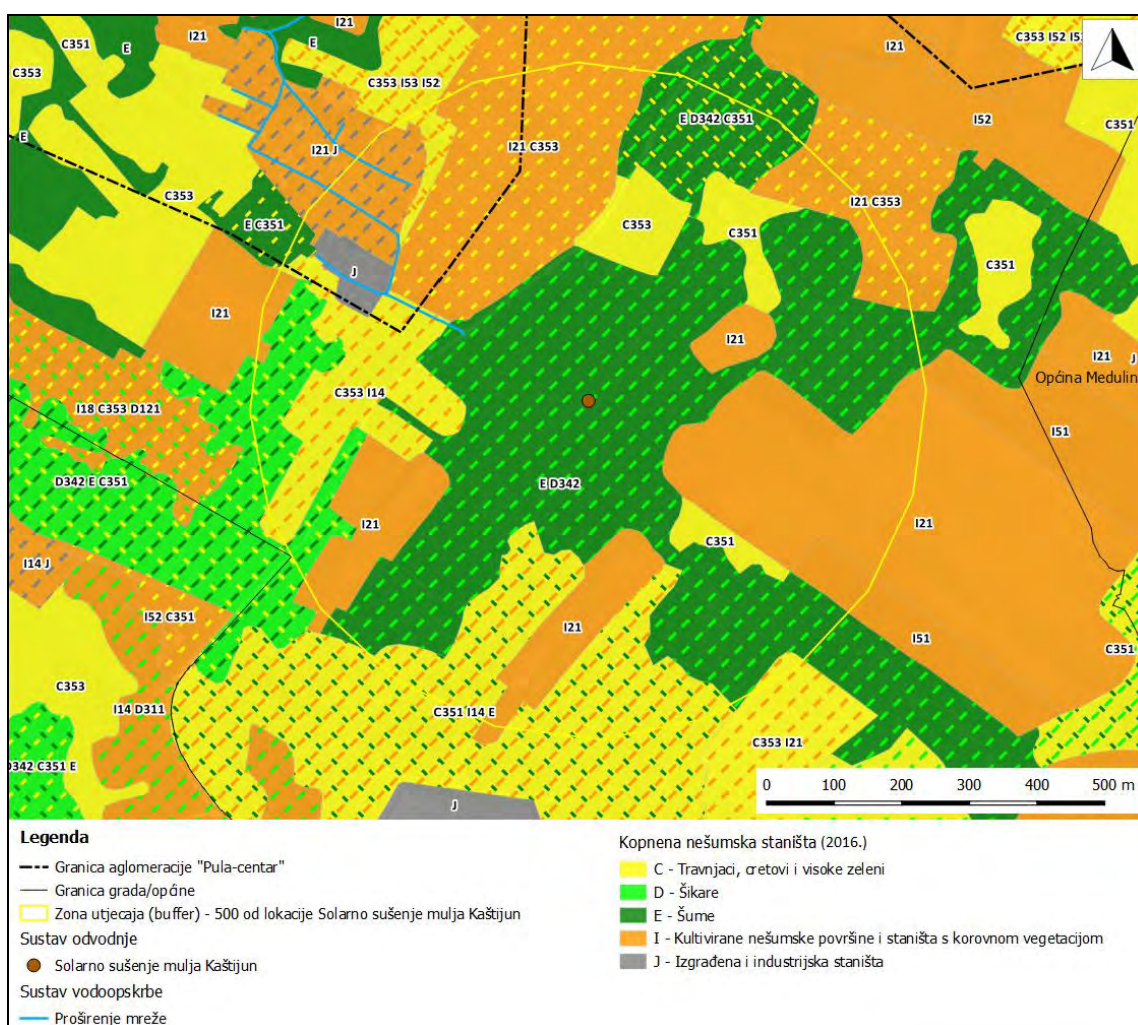 I21
C351
E
I21
E
I21
C353 I52 I53
C353
C353 I53 I52
E D342 C351
I52
C351
E
I21 J
I21 C353
C353
I21 C353
E C351
C353
C351
C351
J
I21
I21
I21 J
Općina Medulin
C353 I14
I18 C353 D121
I51
D342 E C351
E D342
I21
I21
C351
I14 J
I52 C351
I21
I51
C351
C353
I14 D311
C351 I14 E
C353 I21
D342 C351 E
J
0 100 200 300 400 500 m
Legenda
Granica aglomeracije "Pula-centar"
Granica grada/općine
Zona utjecaja (buffer) - 500 od lokacije Solarno sušenje mulja Kaštijun
Sustav odvodnje
Solarno sušenje mulja Kaštijun
Sustav vodoopskrbe
Proširenje mreže
Kopnena nešumska staništa (2016.)
C - Travnjaci, cretovi i visoke zeleni
D - Šikare
E - Šume
I - Kultivirane nešumske površine i staništa s korovnom vegetacijom
J - Izgrađena i industrijska staništa